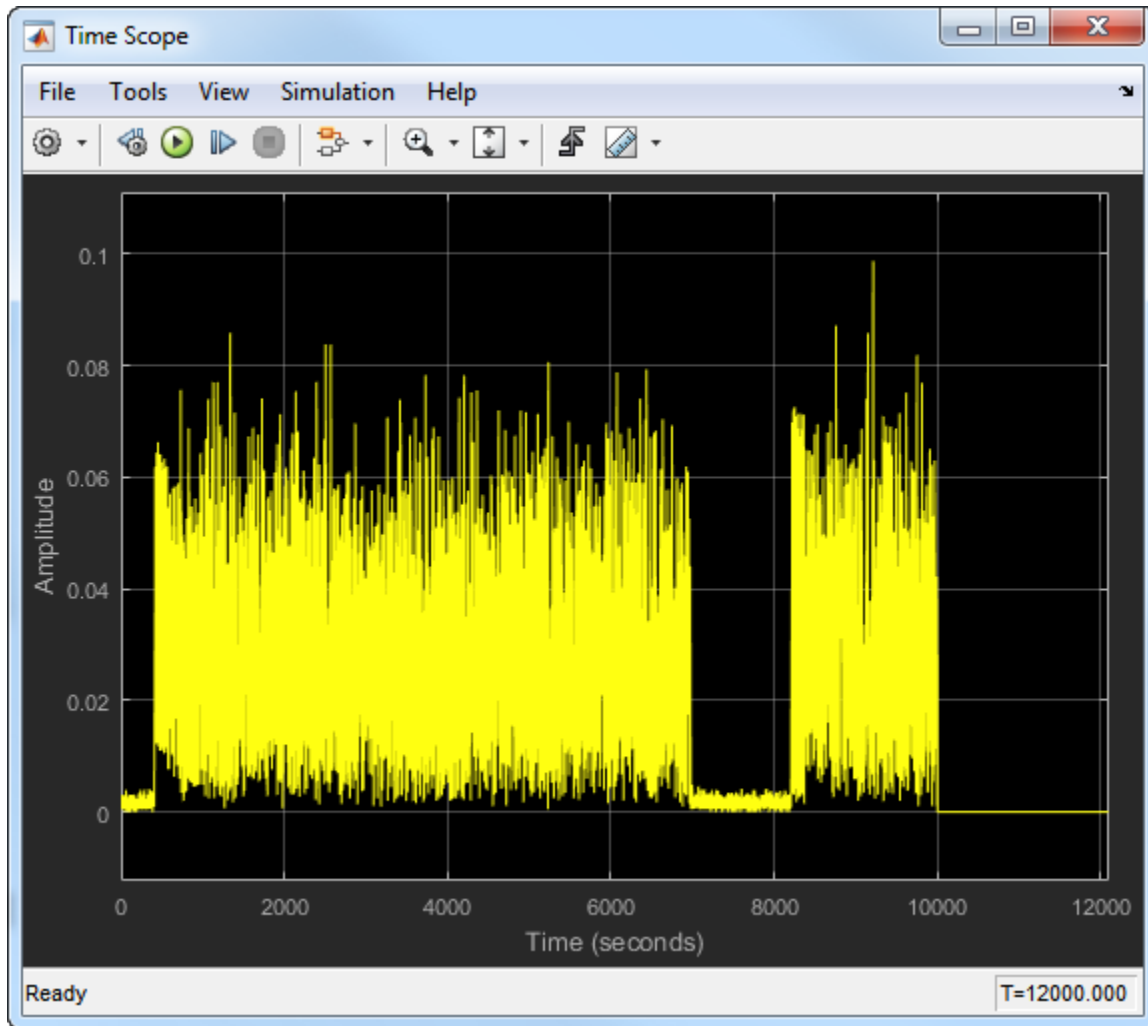 Time Scope
File Tools View Simulation Help
0.1
0.08
0.06
0.04
0.02
0
Amplitude
0 2000 4000 6000 8000 10000 12000
Time (seconds)
Ready T=12000.000